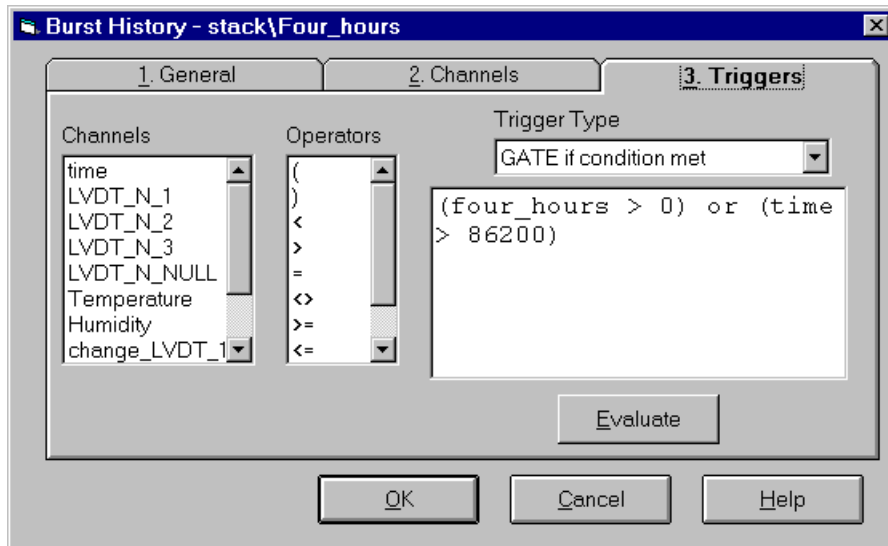 Burst History - stack\Four_hours
1. General
2. Channels
3. Triggers
Channels
time
LVDT_N_1
LVDT_N_2
LVDT_N_3
LVDT_N_NULL
Temperature
Humidity
change_LVDT_1
Operators
(
)
<
>
=
<>
>=
<=
Trigger Type
GATE if condition met
(four_hours > 0) or (time
> 86200)
Evaluate
OK
Cancel
Help